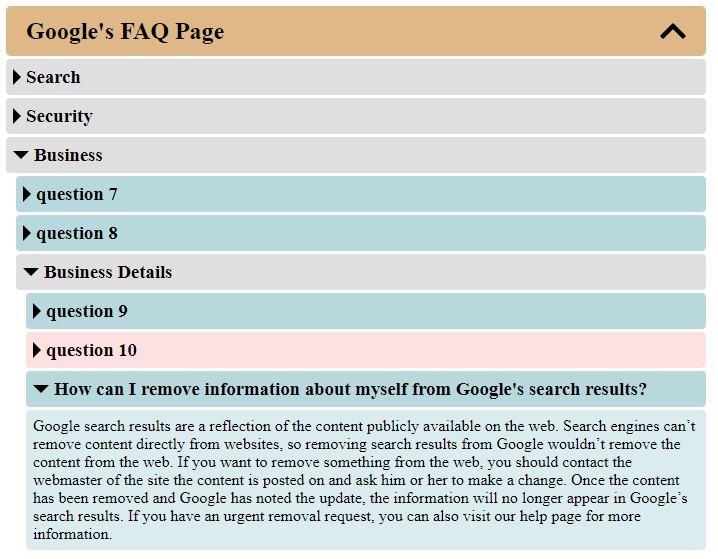 Google's FAQ Page
Search
Security
Business
question 7
question 8
Business Details
question 9
question 10
How can I remove information about myself from Google's search results?
Google search results are a reflection of the content publicly available on the web. Search engines can’t
remove content directly from websites, so removing search results from Google wouldn’t remove the
content from the web. If you want to remove something from the web, you should contact the
webmaster of the site the content is posted on and ask him or her to make a change. Once the content
has been removed and Google has noted the update, the information will no longer appear in Google’s
search results. If you have an urgent removal request, you can also visit our help page for more
information.